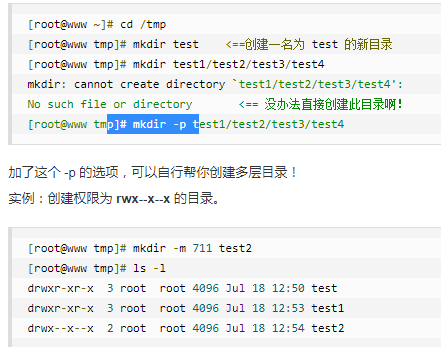 [root@www ~]# cd /tmp
[root@www tmp]# mkdir test    <==创建一名为 test 的新目录
[root@www tmp]# mkdir test1/test2/test3/test4
mkdir: cannot create directory `test1/test2/test3/test4':
No such file or directory       <== 没办法直接创建此目录啊!
[root@www tmp]# mkdir -p test1/test2/test3/test4
加了这个 -p 的选项，可以自行帮你创建多层目录！
实例：创建权限为 rwx--x--x 的目录。
[root@www tmp]# mkdir -m 711 test2
[root@www tmp]# ls -l
drwxr-xr-x  3 root  root 4096 Jul 18 12:50 test
drwxr-xr-x  3 root  root 4096 Jul 18 12:53 test1
drwx--x--x  2 root  root 4096 Jul 18 12:54 test2